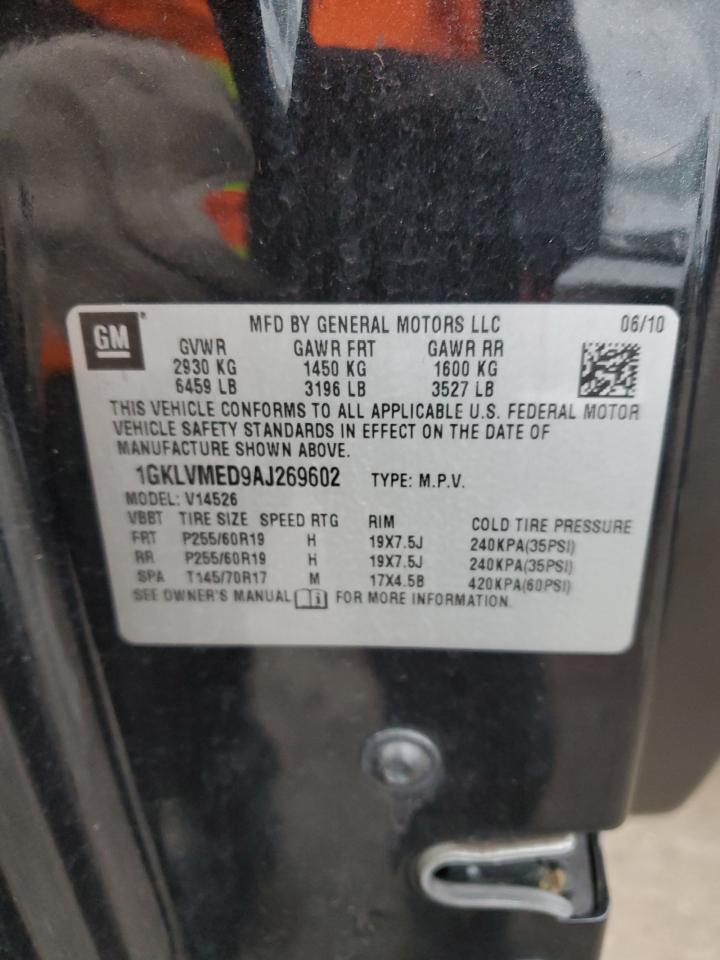 GM
MFD BY GENERAL MOTORS LLC 06/10
GVWR GAWR FRT GAWR RR
2930 KG 1450 KG 1600 KG
6459 LB 3196 LB 3527 LB
THIS VEHICLE CONFORMS TO ALL APPLICABLE U.S. FEDERAL MOTOR
VEHICLE SAFETY STANDARDS IN EFFECT ON THE DATE OF
MANUFACTURE SHOWN ABOVE.
1GKLVMED9AJ269602 TYPE: M.P.V.
MODEL: V14526
VBBT TIRE SIZE SPEED RTG RIM COLD TIRE PRESSURE
FRT P255/60R19 H 19X7.5J 240KPA(35PSI)
RR P255/60R19 H 19X7.5J 240KPA(35PSI)
SPA T145/70R17 M 17X4.5B 420KPA(60PSI)
SEE OWNER'S MANUAL FOR MORE INFORMATION.